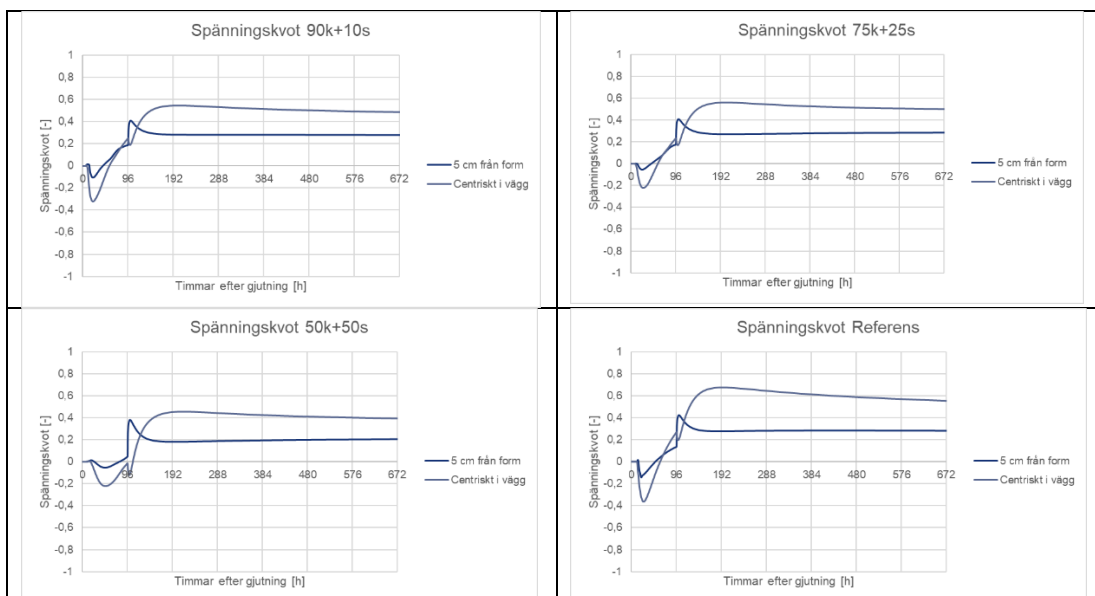 Spänningskvot 90k+10s
1
0,8
0,6
0,4
0,2
0
-0,2
-0,4
-0,6
-0,8
-1
Spänningskvot [-]
0 96 192 288 384 480 576 672
Timmar efter gjutning [h]
5 cm från form
Centriskt i vägg
Spänningskvot 75k+25s
1
0,8
0,6
0,4
0,2
0
-0,2
-0,4
-0,6
-0,8
-1
Spänningskvot [-]
0 96 192 288 384 480 576 672
Timmar efter gjutning [h]
5 cm från form
Centriskt i vägg
Spänningskvot 50k+50s
1
0,8
0,6
0,4
0,2
0
-0,2
-0,4
-0,6
-0,8
-1
Spänningskvot [-]
0 96 192 288 384 480 576 672
Timmar efter gjutning [h]
5 cm från form
Centriskt i vägg
Spänningskvot Referens
1
0,8
0,6
0,4
0,2
0
-0,2
-0,4
-0,6
-0,8
-1
Spänningskvot [-]
0 96 192 288 384 480 576 672
Timmar efter gjutning [h]
5 cm från form
Centriskt i vägg